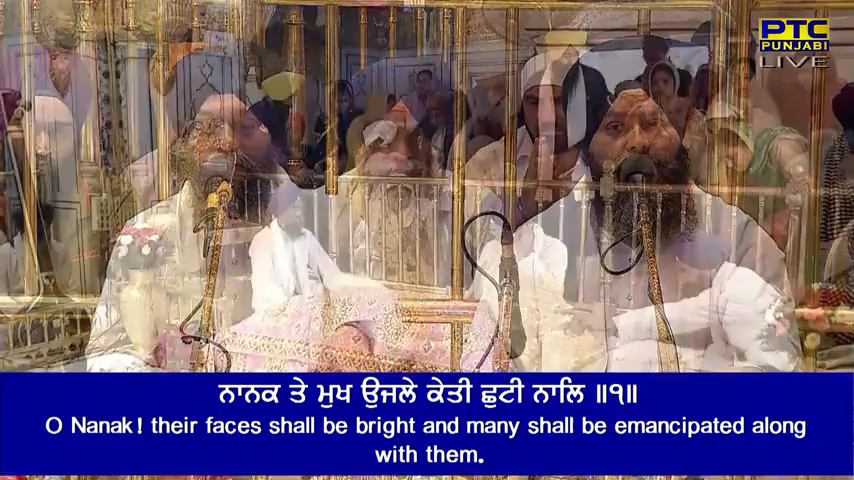 PTC
PUNJABI
LIVE
ਨਾਨਕ ਤੇ ਮੁਖ ਉਜਲੇ ਕੇਤੀ ਛੁਟੀ ਨਾਲਿ ॥੧॥
O Nanak! their faces shall be bright and many shall be emancipated along
with them.